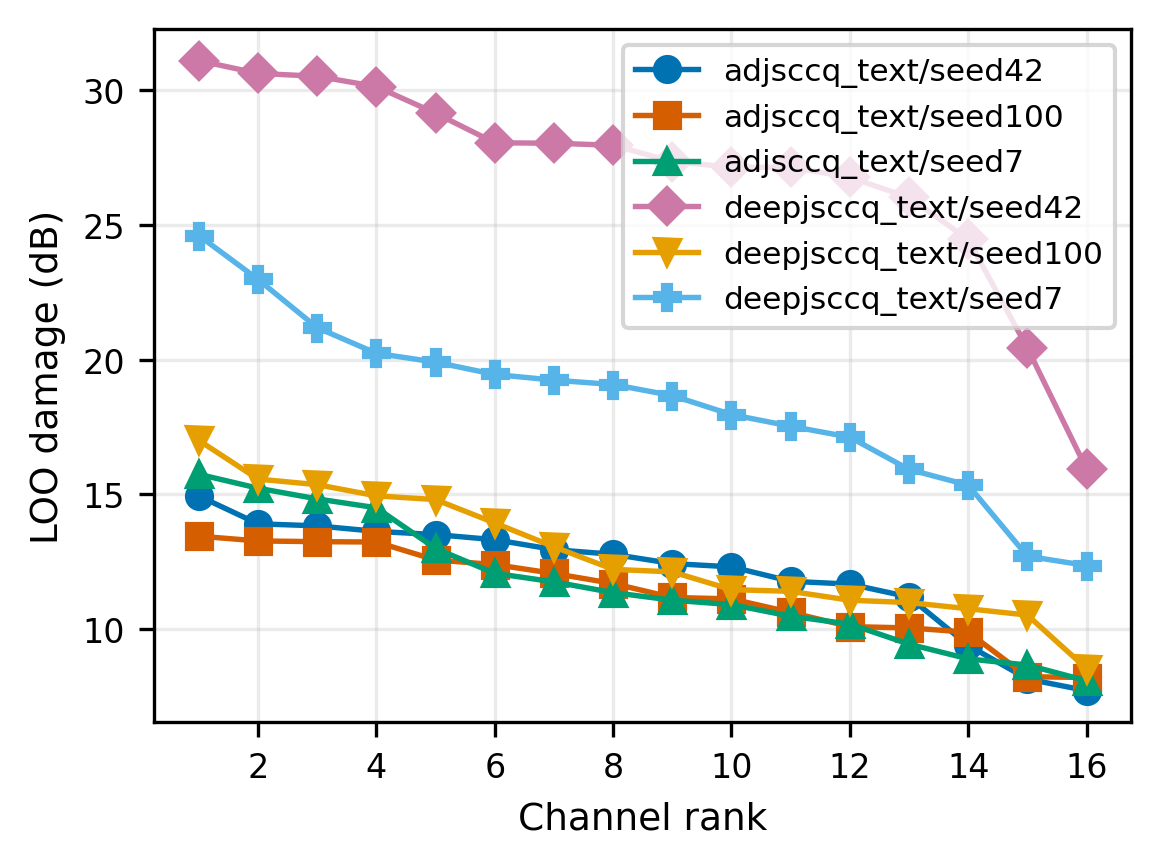 30
25
20
15
10
LOO damage (dB)
adjsccq_text/seed42
adjsccq_text/seed100
adjsccq_text/seed7
deepjsccq_text/seed42
deepjsccq_text/seed100
deepjsccq_text/seed7
2 4 6 8 10 12 14 16
Channel rank